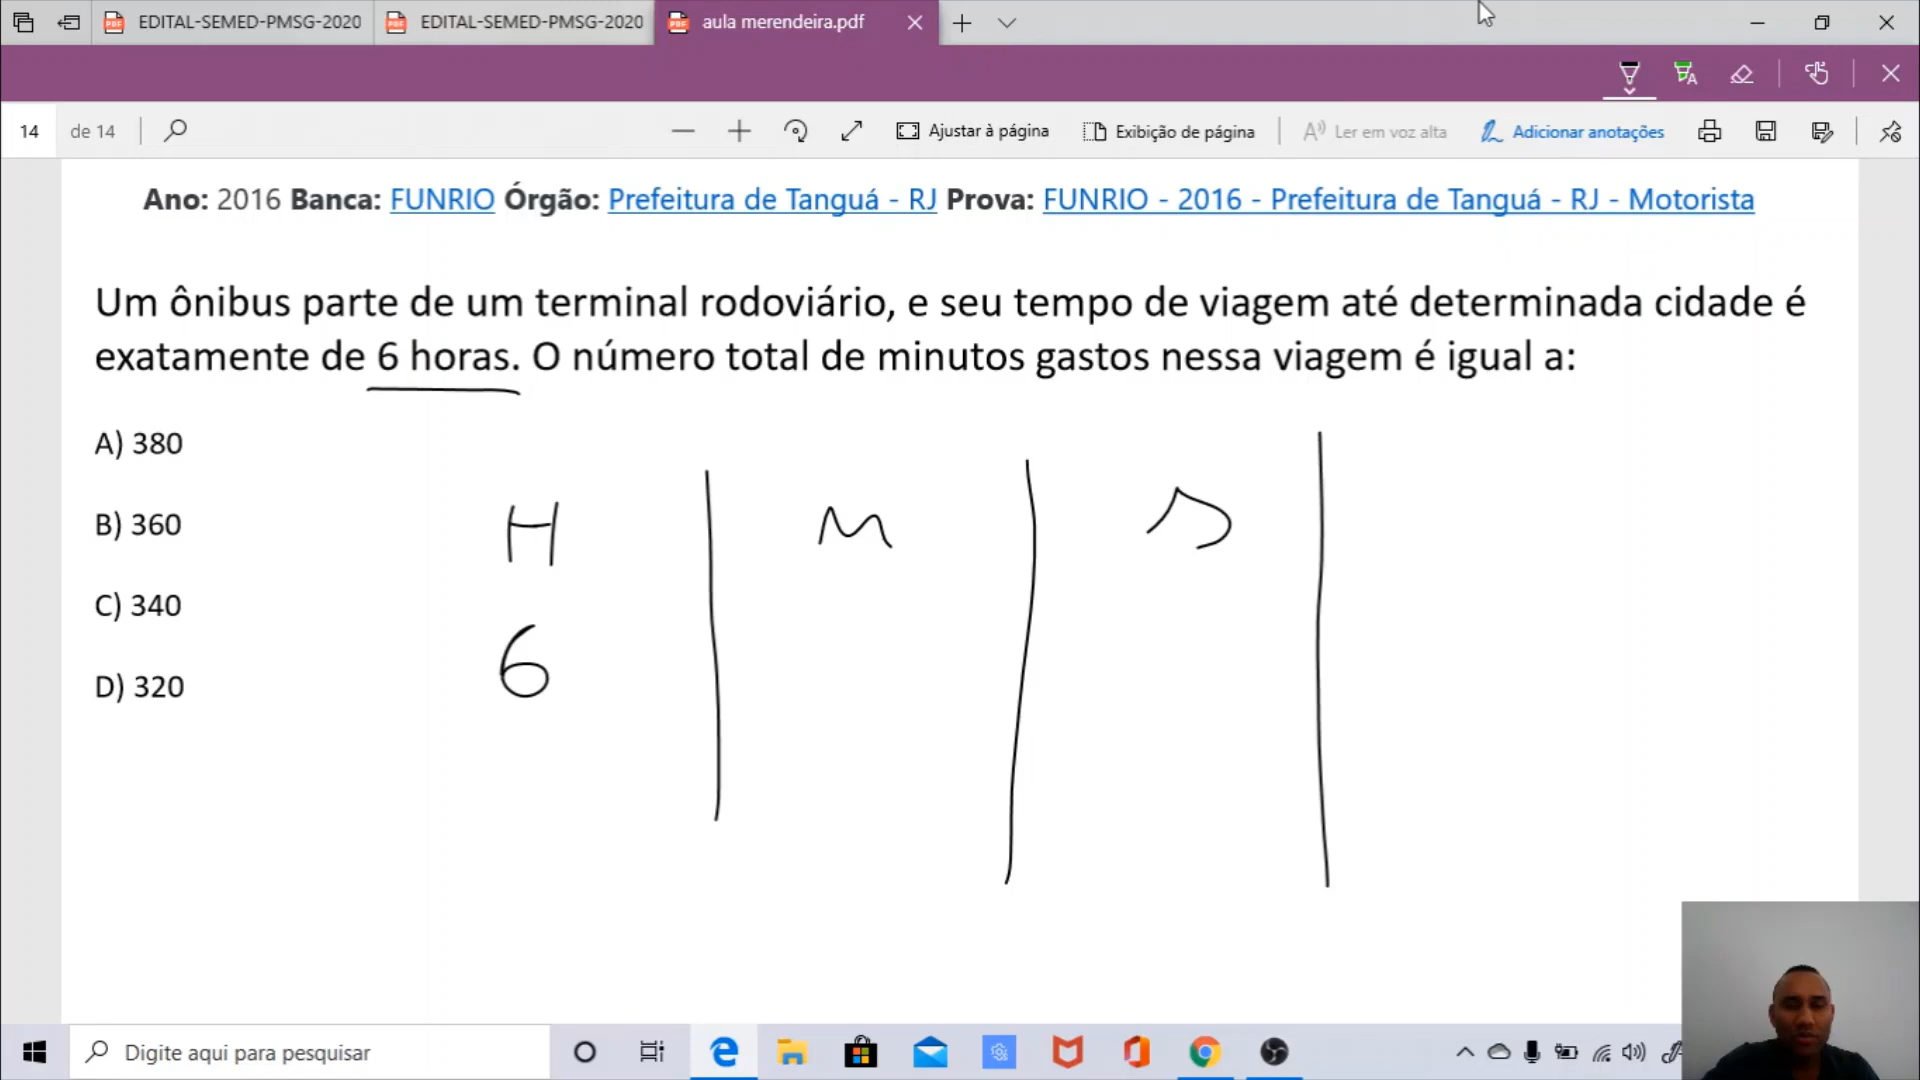 EDITAL-SEMED-PMSG-2020
EDITAL-SEMED-PMSG-2020
aula merendeira.pdf
14 de 14
Ajustar à página
Exibição de página
Ler em voz alta
Adicionar anotações
Ano: 2016 Banca: FUNRIO Órgão: Prefeitura de Tanguá - RJ Prova: FUNRIO - 2016 - Prefeitura de Tanguá - RJ - Motorista
Um ônibus parte de um terminal rodoviário, e seu tempo de viagem até determinada cidade é
exatamente de 6 horas. O número total de minutos gastos nessa viagem é igual a:
A) 380
B) 360
C) 340
D) 320
H M S
6
Digite aqui para pesquisar